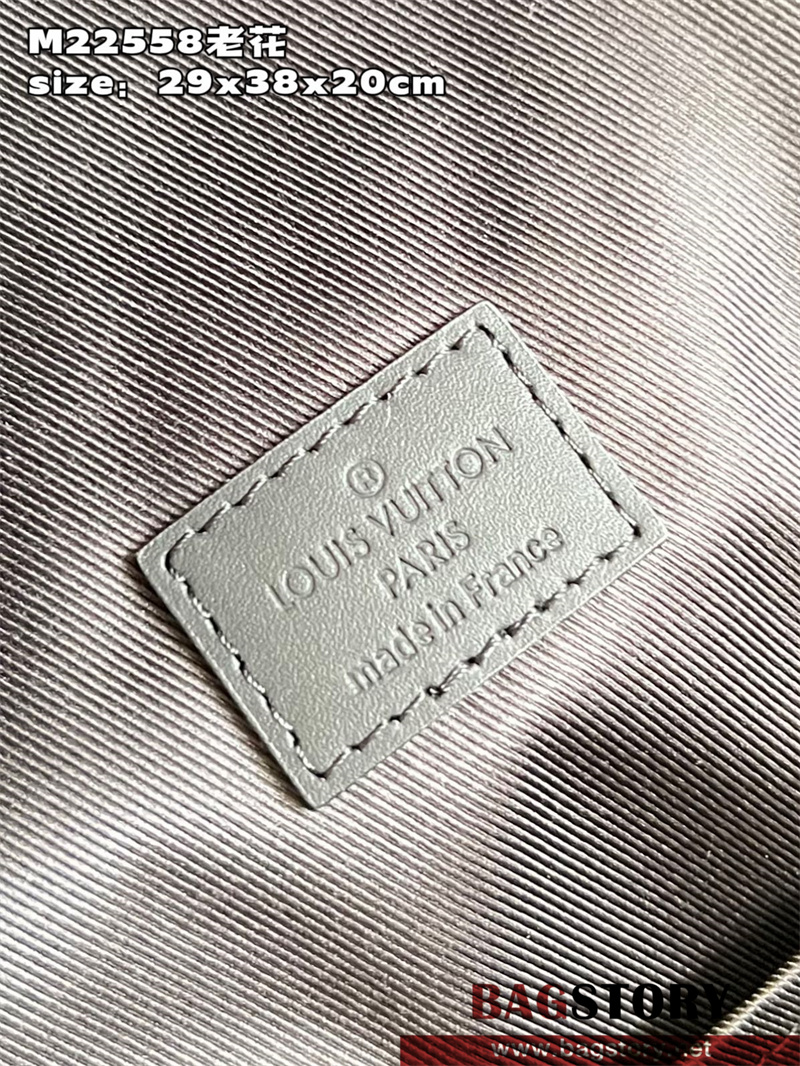 M22558老花
size：29x38x20cm
®
LOUIS VUITTON
PARIS
made in France
BAGSTORY